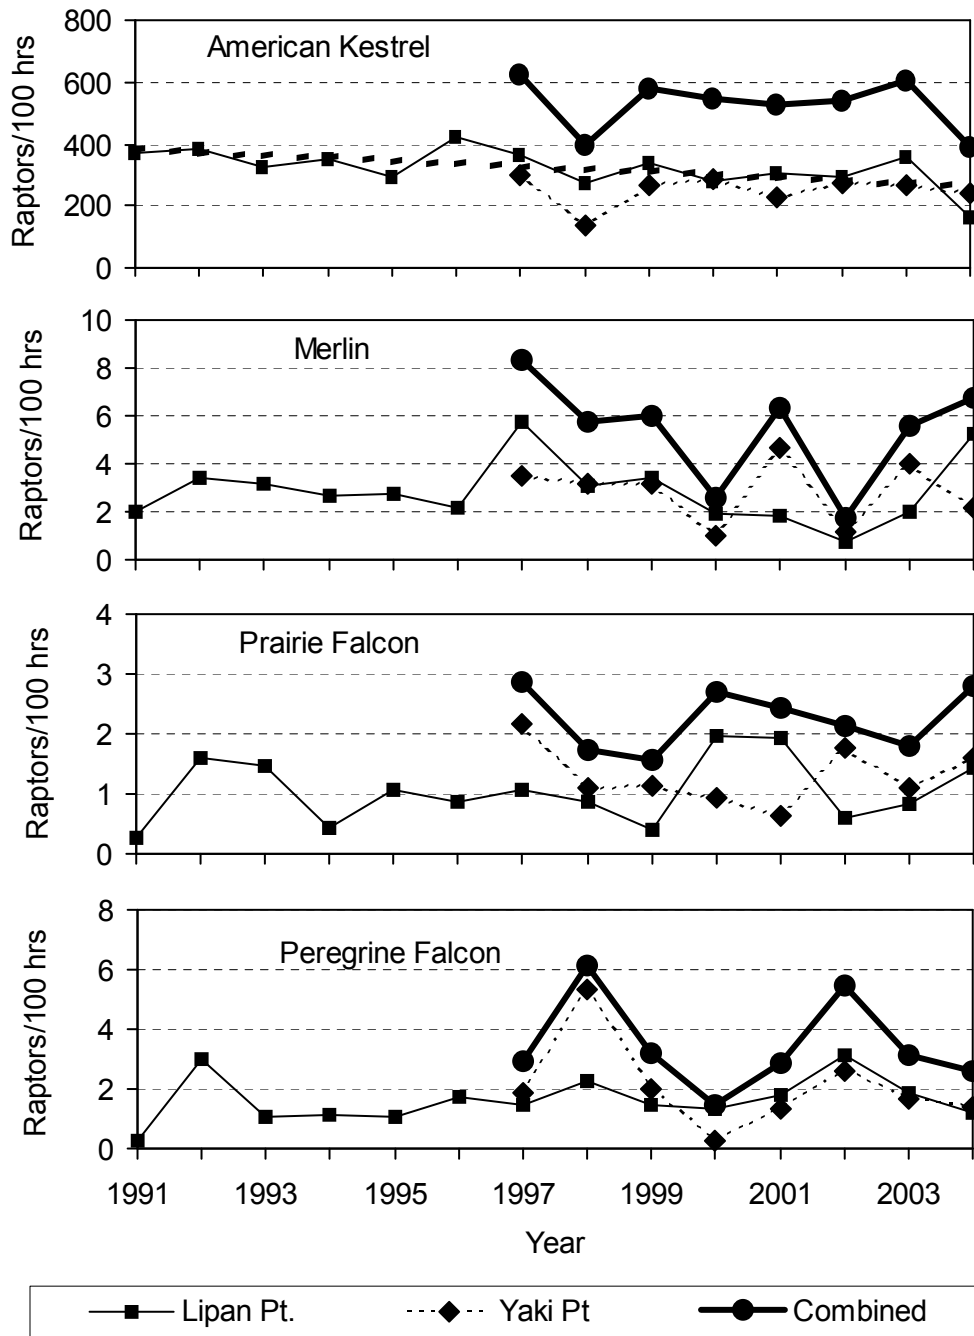 American Kestrel
Raptors/100 hrs
800
600
400
200
0
Merlin
Raptors/100 hrs
10
8
6
4
2
0
Prairie Falcon
Raptors/100 hrs
4
3
2
1
0
Peregrine Falcon
Raptors/100 hrs
8
6
4
2
0
1991 1993 1995 1997 1999 2001 2003
Year
Lipan Pt. Yaki Pt Combined